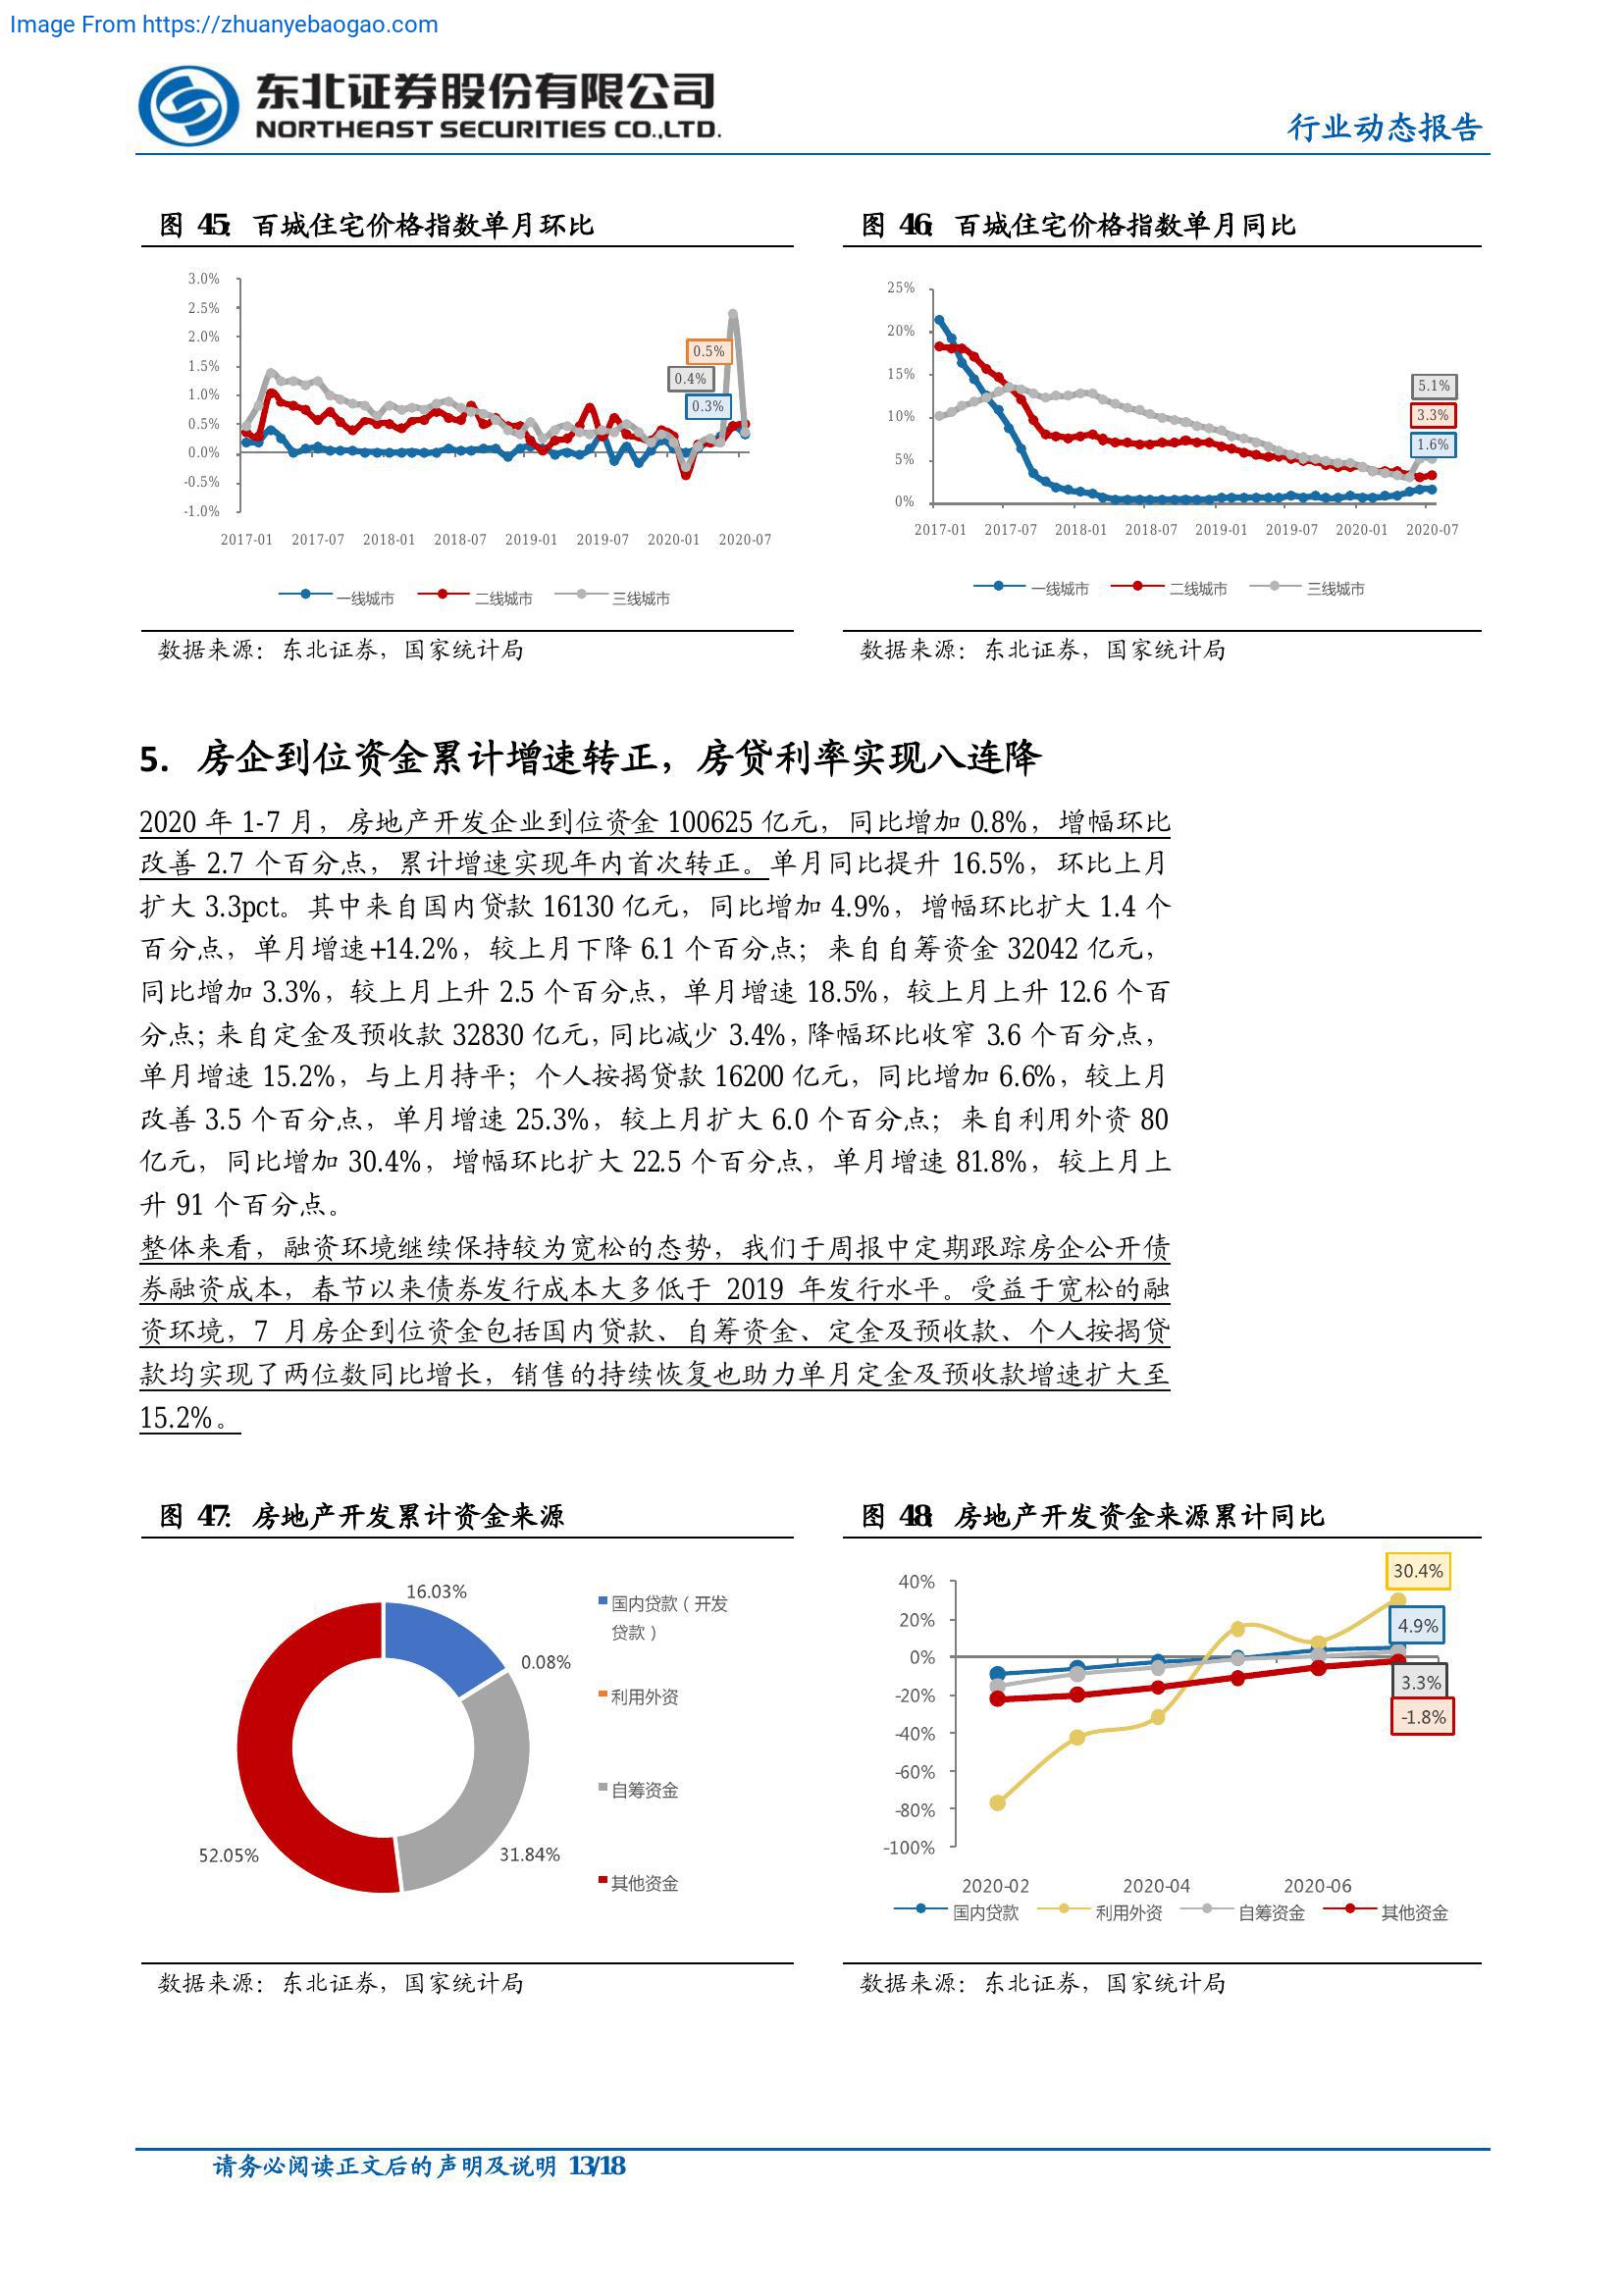 Image From https://zhuanyebaogao.com
东北证券股份有限公司
NORTHEAST SECURITIES CO.,LTD.
行业动态报告
图 45: 百城住宅价格指数单月环比
3.0%
2.5%
2.0%
1.5%
1.0%
0.5%
0.0%
-0.5%
-1.0%
0.5%
0.4%
0.3%
2017-01 2017-07 2018-01 2018-07 2019-01 2019-07 2020-01 2020-07
一线城市 二线城市 三线城市
数据来源：东北证券，国家统计局
图 46: 百城住宅价格指数单月同比
25%
20%
15%
10%
5%
0%
5.1%
3.3%
1.6%
2017-01 2017-07 2018-01 2018-07 2019-01 2019-07 2020-01 2020-07
一线城市 二线城市 三线城市
数据来源：东北证券，国家统计局
5. 房企到位资金累计增速转正，房贷利率实现八连降
2020 年 1-7 月，房地产开发企业到位资金 100625 亿元，同比增加 0.8%，增幅环比
改善 2.7 个百分点，累计增速实现年内首次转正。单月同比提升 16.5%，环比上月
扩大 3.3pct。其中来自国内贷款 16130 亿元，同比增加 4.9%，增幅环比扩大 1.4 个
百分点，单月增速+14.2%，较上月下降 6.1 个百分点；来自自筹资金 32042 亿元，
同比增加 3.3%，较上月上升 2.5 个百分点，单月增速 18.5%，较上月上升 12.6 个百
分点；来自定金及预收款 32830 亿元，同比减少 3.4%，降幅环比收窄 3.6 个百分点，
单月增速 15.2%，与上月持平；个人按揭贷款 16200 亿元，同比增加 6.6%，较上月
改善 3.5 个百分点，单月增速 25.3%，较上月扩大 6.0 个百分点；来自利用外资 80
亿元，同比增加 30.4%，增幅环比扩大 22.5 个百分点，单月增速 81.8%，较上月上
升 91 个百分点。
整体来看，融资环境继续保持较为宽松的态势，我们于周报中定期跟踪房企公开债
券融资成本，春节以来债券发行成本大多低于 2019 年发行水平。受益于宽松的融
资环境，7 月房企到位资金包括国内贷款、自筹资金、定金及预收款、个人按揭贷
款均实现了两位数同比增长，销售的持续恢复也助力单月定金及预收款增速扩大至
15.2%。
图 47: 房地产开发累计资金来源
16.03%
0.08%
31.84%
52.05%
国内贷款（开发
贷款）
利用外资
自筹资金
其他资金
数据来源：东北证券，国家统计局
图 48: 房地产开发资金来源累计同比
40%
20%
0%
-20%
-40%
-60%
-80%
-100%
30.4%
4.9%
3.3%
-1.8%
2020-02 2020-04 2020-06
国内贷款 利用外资 自筹资金 其他资金
数据来源：东北证券，国家统计局
请务必阅读正文后的声明及说明 13/18